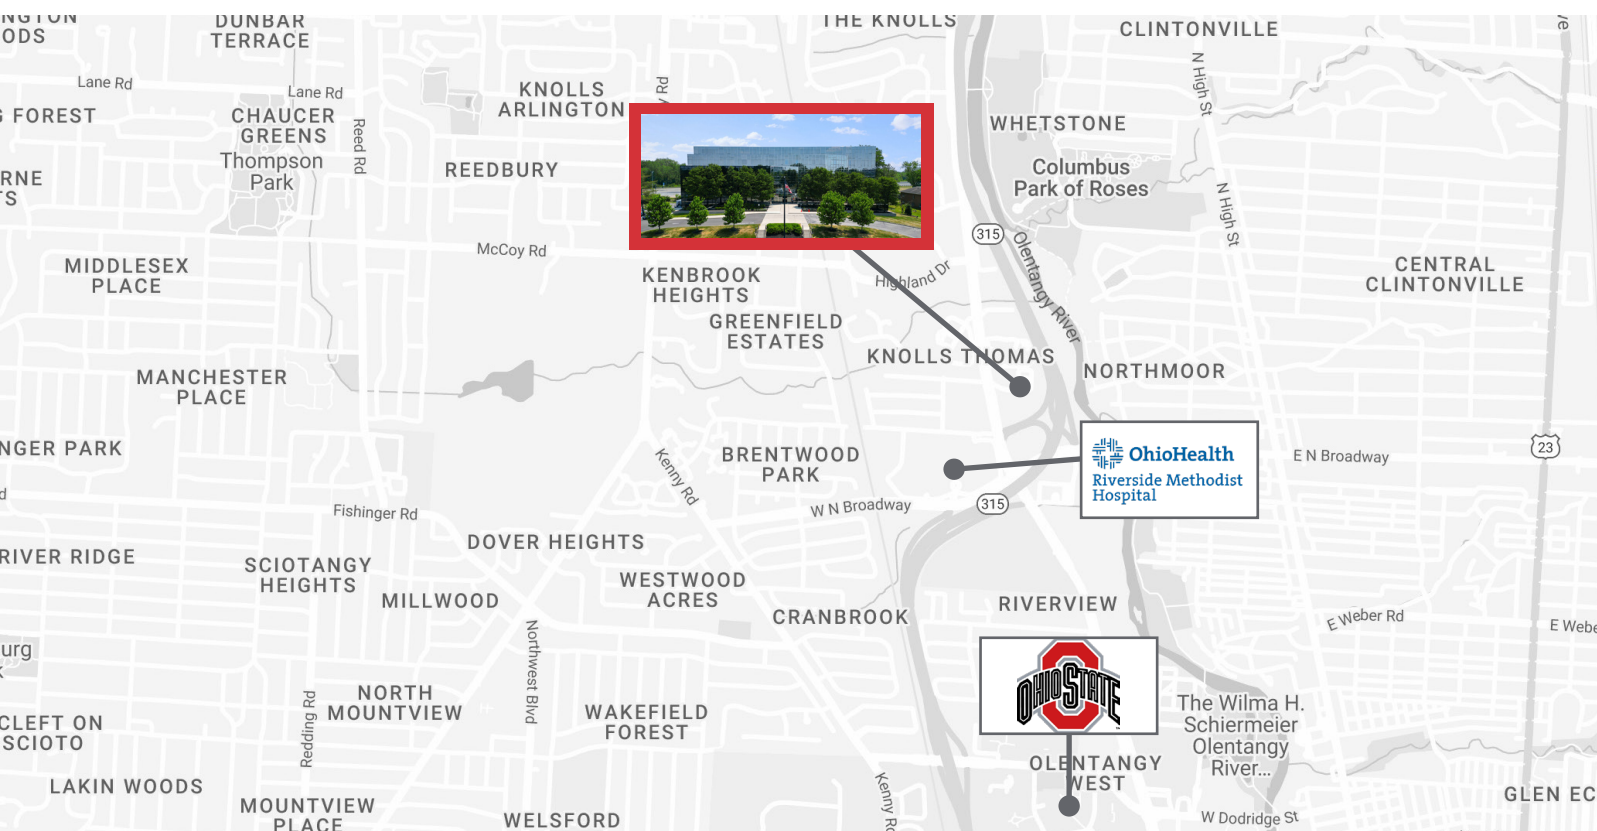 NGTON
ODS
DUNBAR
TERRACE
THE KNOLLS
CLINTONVILLE
Lane Rd
Lane Rd
KNOLLS
ARLINGTON
y Rd
N High St
FOREST
CHAUCER
GREENS
Thompson
Park
Reed Rd
REEDBURY
WHETSTONE
Columbus
Park of Roses
RNE
TS
N High St
315
Olentangy River
McCoy Rd
MIDDLESEX
PLACE
KENBROOK
HEIGHTS
Highland Dr
CENTRAL
CLINTONVILLE
GREENFIELD
ESTATES
KNOLLS THOMAS
NORTHMOOR
MANCHESTER
PLACE
NGER PARK
BRENTWOOD
PARK
OhioHealth
Riverside Methodist
Hospital
E N Broadway
23
Kenny Rd
d
Fishinger Rd
W N Broadway
315
DOVER HEIGHTS
RIVER RIDGE
SCIOTANGY
HEIGHTS
MILLWOOD
WESTWOOD
ACRES
CRANBROOK
RIVERVIEW
E Weber Rd
E Webe
urg
k
Northwest Blvd
OHIO STATE
NORTH
MOUNTVIEW
Redding Rd
CLEFT ON
SCIOTO
WAKEFIELD
FOREST
The Wilma H.
Schiermeier
Olentangy
River...
OLENTANGY
WEST
LAKIN WOODS
MOUNTVIEW
PLACE
WELSFORD
Kenny Rd
W Dodridge St
GLEN EC